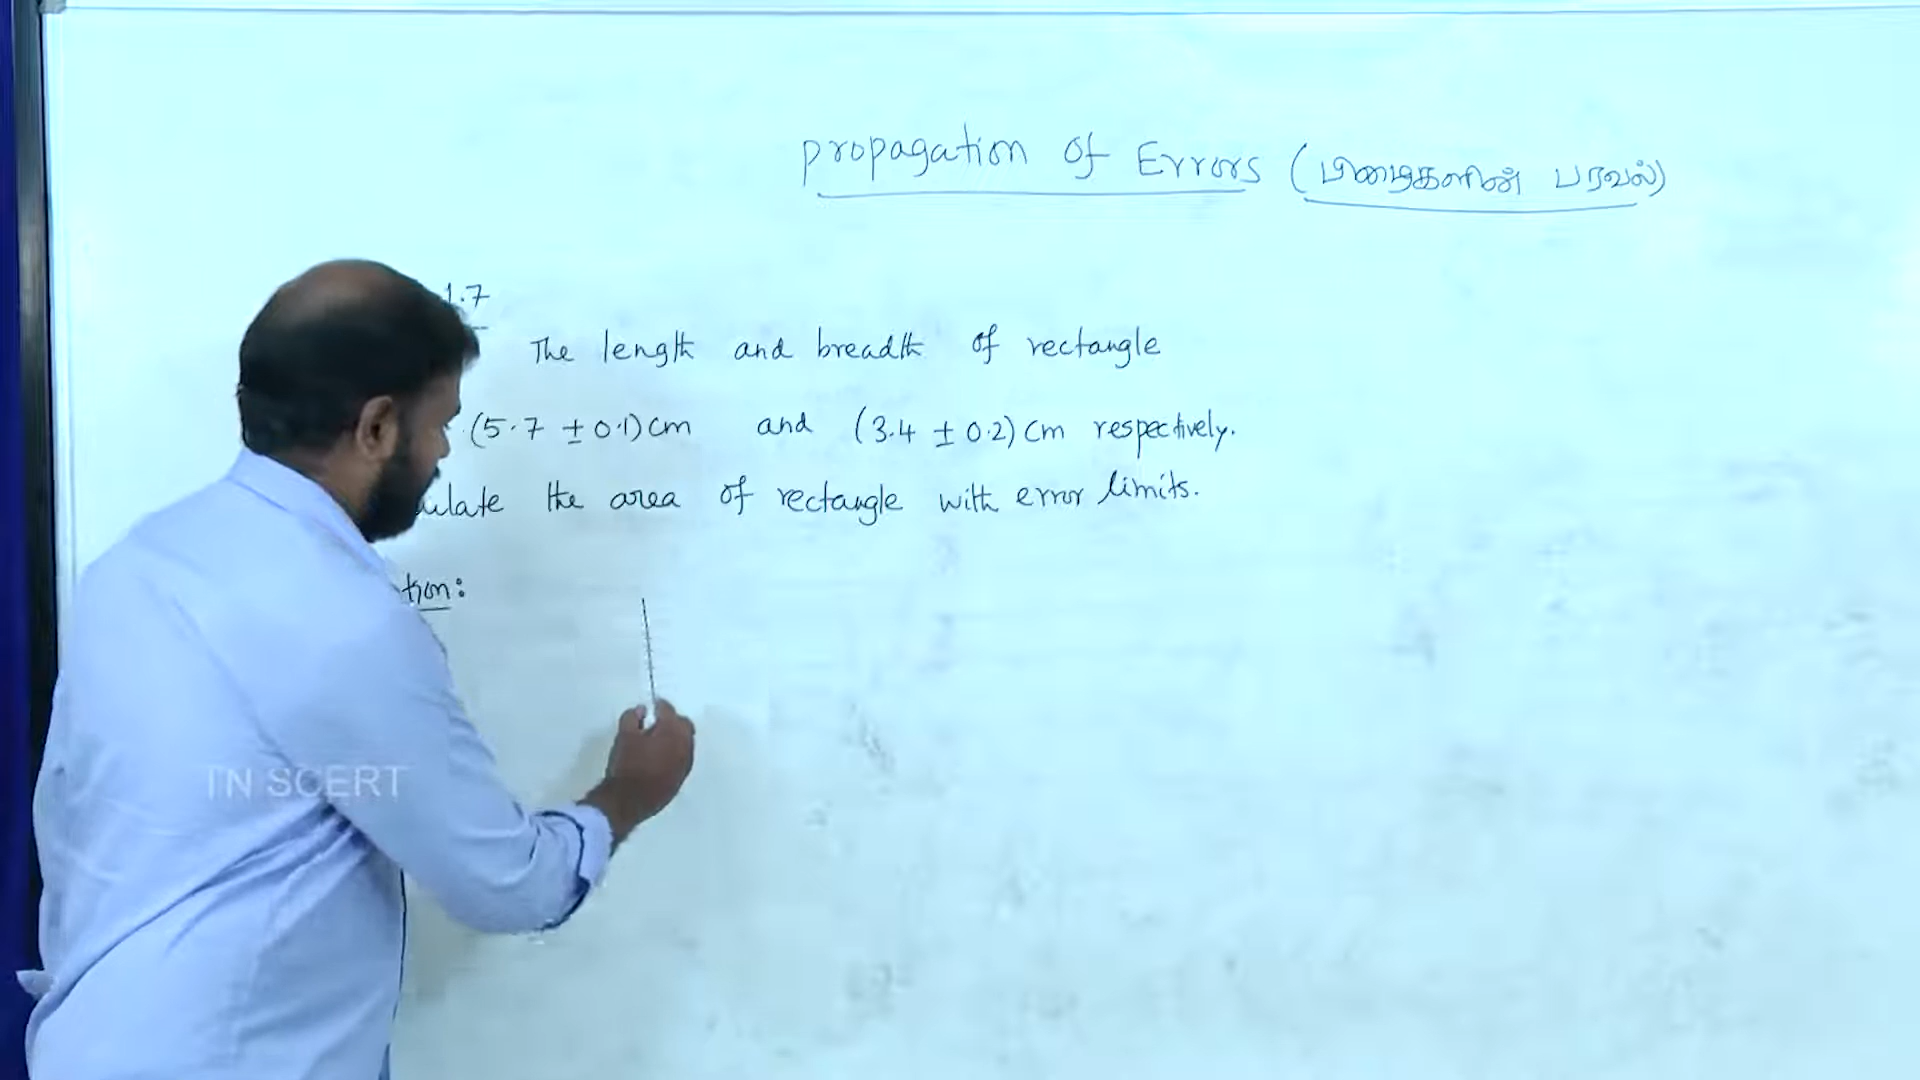 propagation of Errors (பிழைகளின் பரவல்)
1.7
The length and breadth of rectangle
(5.7 ± 0.1) cm and (3.4 ± 0.2) cm respectively.
ulate the area of rectangle with error limits.
tion:
TN SCERT